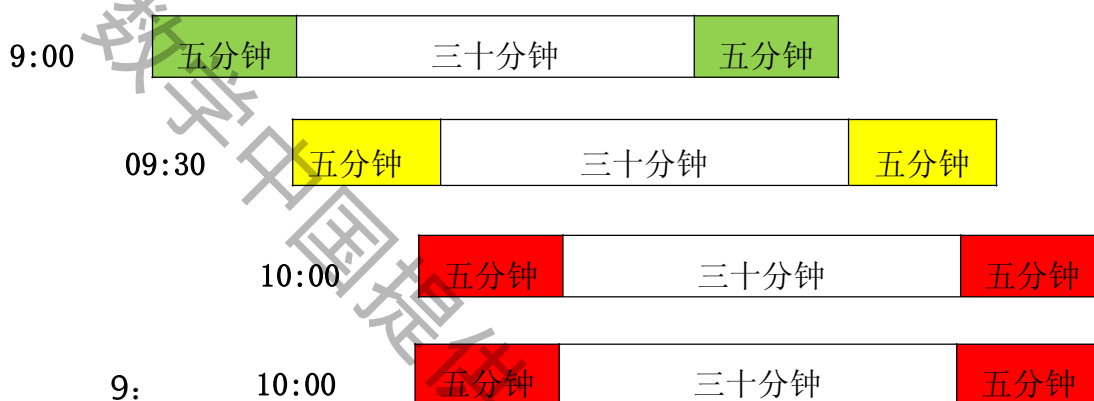 9:00 五分钟 三十分钟 五分钟
09:30 五分钟 三十分钟 五分钟
10:00 五分钟 三十分钟 五分钟
9: 10:00 五分钟 三十分钟 五分钟
数学中国提供